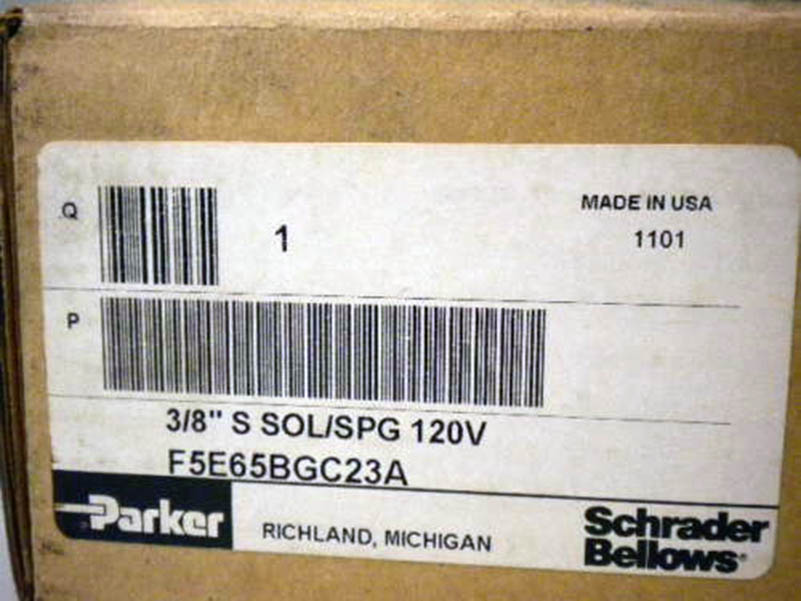 Q
1
MADE IN USA
1101
P
3/8" S SOL/SPG 120V
F5E65BGC23A
Parker
RICHLAND, MICHIGAN
Schrader
Bellows®